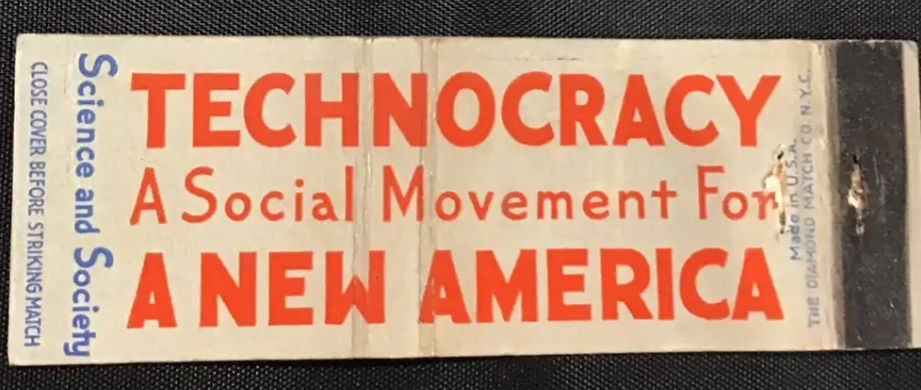 TECHNOCRACY
A Social Movement For
A NEW AMERICA
Science and Society
CLOSE COVER BEFORE STRIKING MATCH
Made in U.S.A.
THE DIAMOND MATCH CO. N.Y.C.